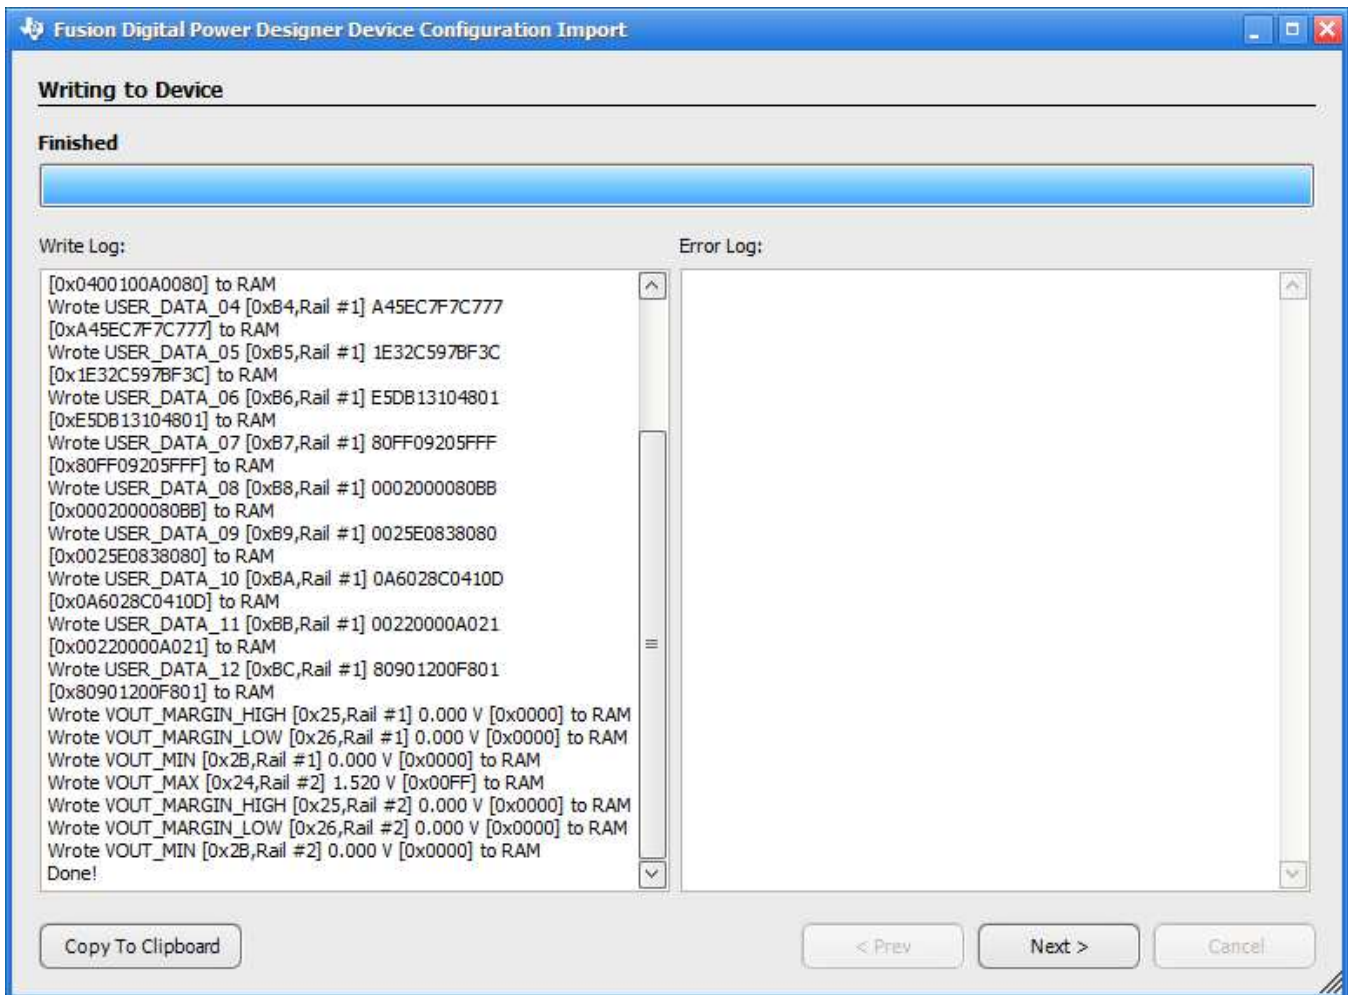 Fusion Digital Power Designer Device Configuration Import
Writing to Device
Finished
Write Log:
[0x0400100A0080] to RAM
Wrote USER_DATA_04 [0xB4,Rail #1] A45EC7F7C777
[0xA45EC7F7C777] to RAM
Wrote USER_DATA_05 [0xB5,Rail #1] 1E32C597BF3C
[0x1E32C597BF3C] to RAM
Wrote USER_DATA_06 [0xB6,Rail #1] E5DB13104801
[0xE5DB13104801] to RAM
Wrote USER_DATA_07 [0xB7,Rail #1] 80FF09205FFF
[0x80FF09205FFF] to RAM
Wrote USER_DATA_08 [0xB8,Rail #1] 0002000080BB
[0x0002000080BB] to RAM
Wrote USER_DATA_09 [0xB9,Rail #1] 0025E0838080
[0x0025E0838080] to RAM
Wrote USER_DATA_10 [0xBA,Rail #1] 0A6028C0410D
[0x0A6028C0410D] to RAM
Wrote USER_DATA_11 [0xBB,Rail #1] 00220000A021
[0x00220000A021] to RAM
Wrote USER_DATA_12 [0xBC,Rail #1] 80901200F801
[0x80901200F801] to RAM
Wrote VOUT_MARGIN_HIGH [0x25,Rail #1] 0.000 V [0x0000] to RAM
Wrote VOUT_MARGIN_LOW [0x26,Rail #1] 0.000 V [0x0000] to RAM
Wrote VOUT_MIN [0x2B,Rail #1] 0.000 V [0x0000] to RAM
Wrote VOUT_MAX [0x24,Rail #2] 1.520 V [0x00FF] to RAM
Wrote VOUT_MARGIN_HIGH [0x25,Rail #2] 0.000 V [0x0000] to RAM
Wrote VOUT_MARGIN_LOW [0x26,Rail #2] 0.000 V [0x0000] to RAM
Wrote VOUT_MIN [0x2B,Rail #2] 0.000 V [0x0000] to RAM
Done!
Error Log:
Copy To Clipboard
< Prev
Next >
Cancel